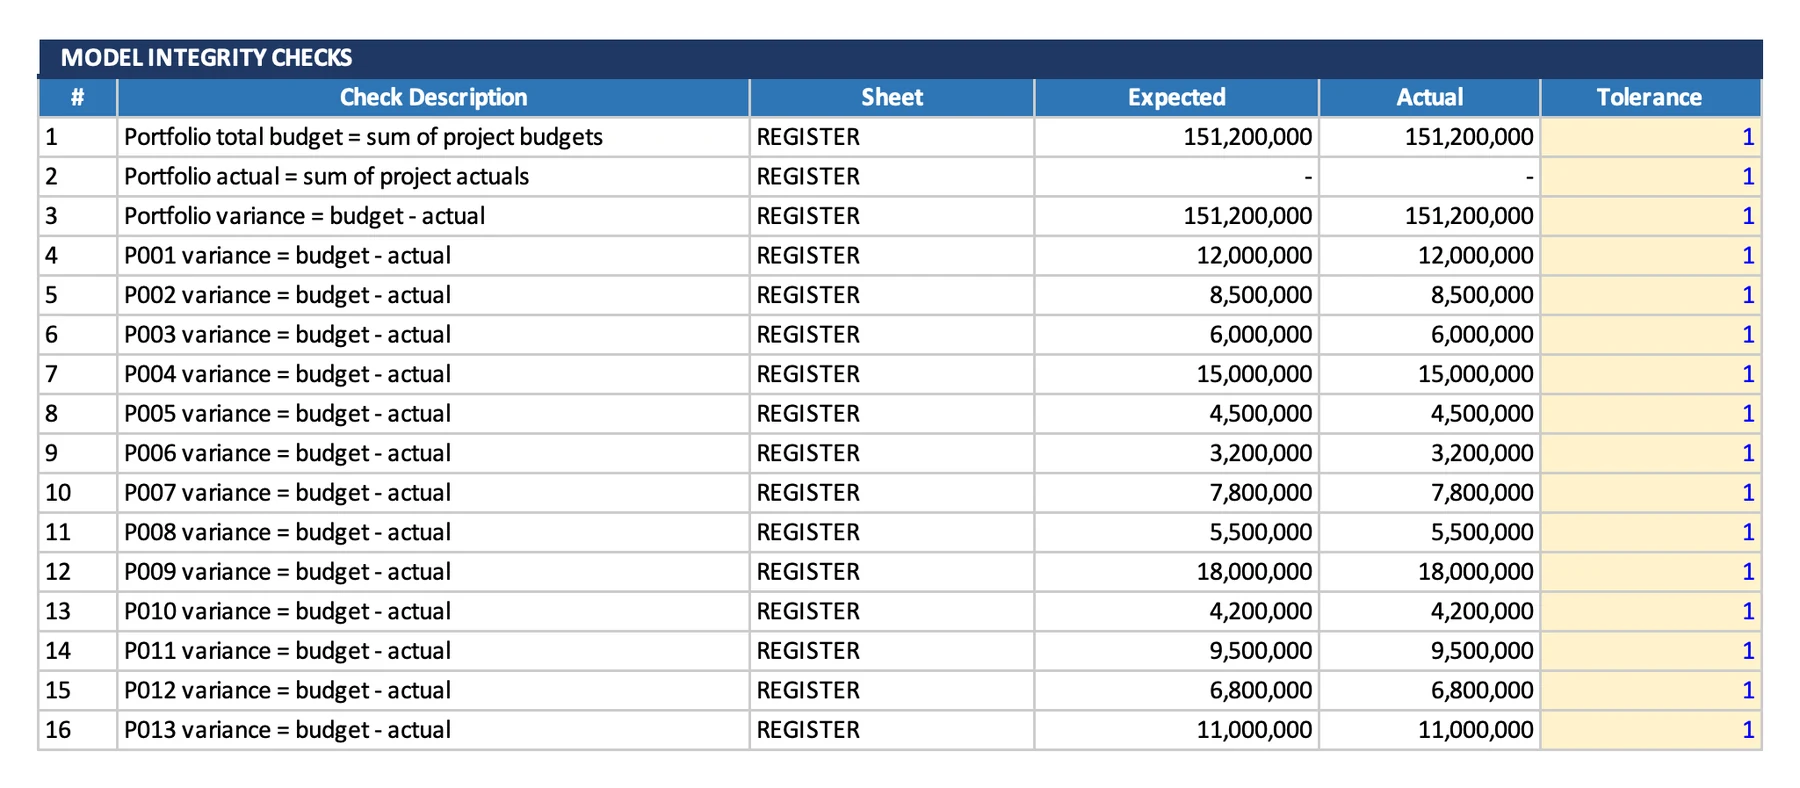 MODEL INTEGRITY CHECKS
# Check Description Sheet Expected Actual Tolerance
1 Portfolio total budget = sum of project budgets REGISTER 151,200,000 151,200,000 1
2 Portfolio actual = sum of project actuals REGISTER - - 1
3 Portfolio variance = budget - actual REGISTER 151,200,000 151,200,000 1
4 P001 variance = budget - actual REGISTER 12,000,000 12,000,000 1
5 P002 variance = budget - actual REGISTER 8,500,000 8,500,000 1
6 P003 variance = budget - actual REGISTER 6,000,000 6,000,000 1
7 P004 variance = budget - actual REGISTER 15,000,000 15,000,000 1
8 P005 variance = budget - actual REGISTER 4,500,000 4,500,000 1
9 P006 variance = budget - actual REGISTER 3,200,000 3,200,000 1
10 P007 variance = budget - actual REGISTER 7,800,000 7,800,000 1
11 P008 variance = budget - actual REGISTER 5,500,000 5,500,000 1
12 P009 variance = budget - actual REGISTER 18,000,000 18,000,000 1
13 P010 variance = budget - actual REGISTER 4,200,000 4,200,000 1
14 P011 variance = budget - actual REGISTER 9,500,000 9,500,000 1
15 P012 variance = budget - actual REGISTER 6,800,000 6,800,000 1
16 P013 variance = budget - actual REGISTER 11,000,000 11,000,000 1